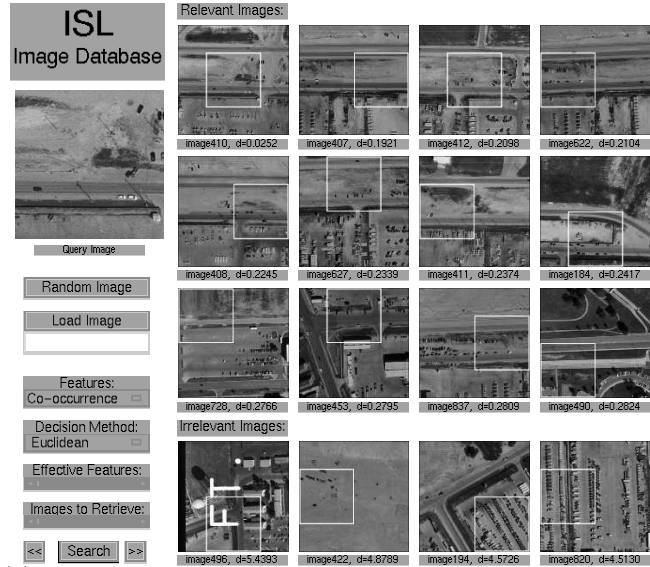 ISL
Image Database
Query Image
Random Image
Load Image
Features:
Co-occurrence
Decision Method:
Euclidean
Effective Features:
Images to Retrieve:
<< Search >>
Relevant Images:
image410, d=0.0252 image407, d=0.1921 image412, d=0.2098 image622, d=0.2104
image408, d=0.2245 image627, d=0.2339 image411, d=0.2374 image184, d=0.2417
image728, d=0.2766 image453, d=0.2795 image837, d=0.2809 image490, d=0.2824
Irrelevant Images:
FT
image496, d=5.4393 image422, d=4.8789 image194, d=4.5726 image820, d=4.5130